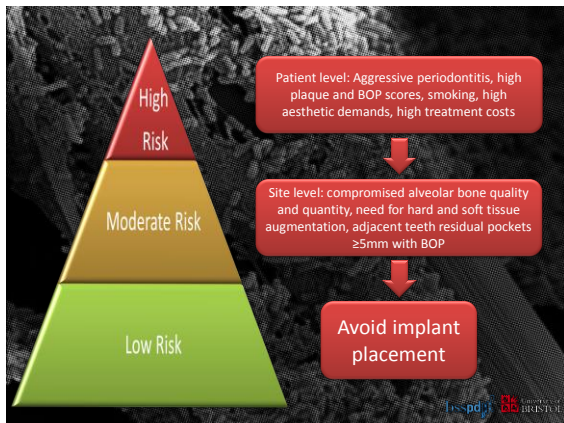 High
Risk
Moderate Risk
Low Risk
Patient level: Aggressive periodontitis, high
plaque and BOP scores, smoking, high
aesthetic demands, high treatment costs
Site level: compromised alveolar bone quality
and quantity, need for hard and soft tissue
augmentation, adjacent teeth residual pockets
≥5mm with BOP
Avoid implant
placement
University of
BRISTOL